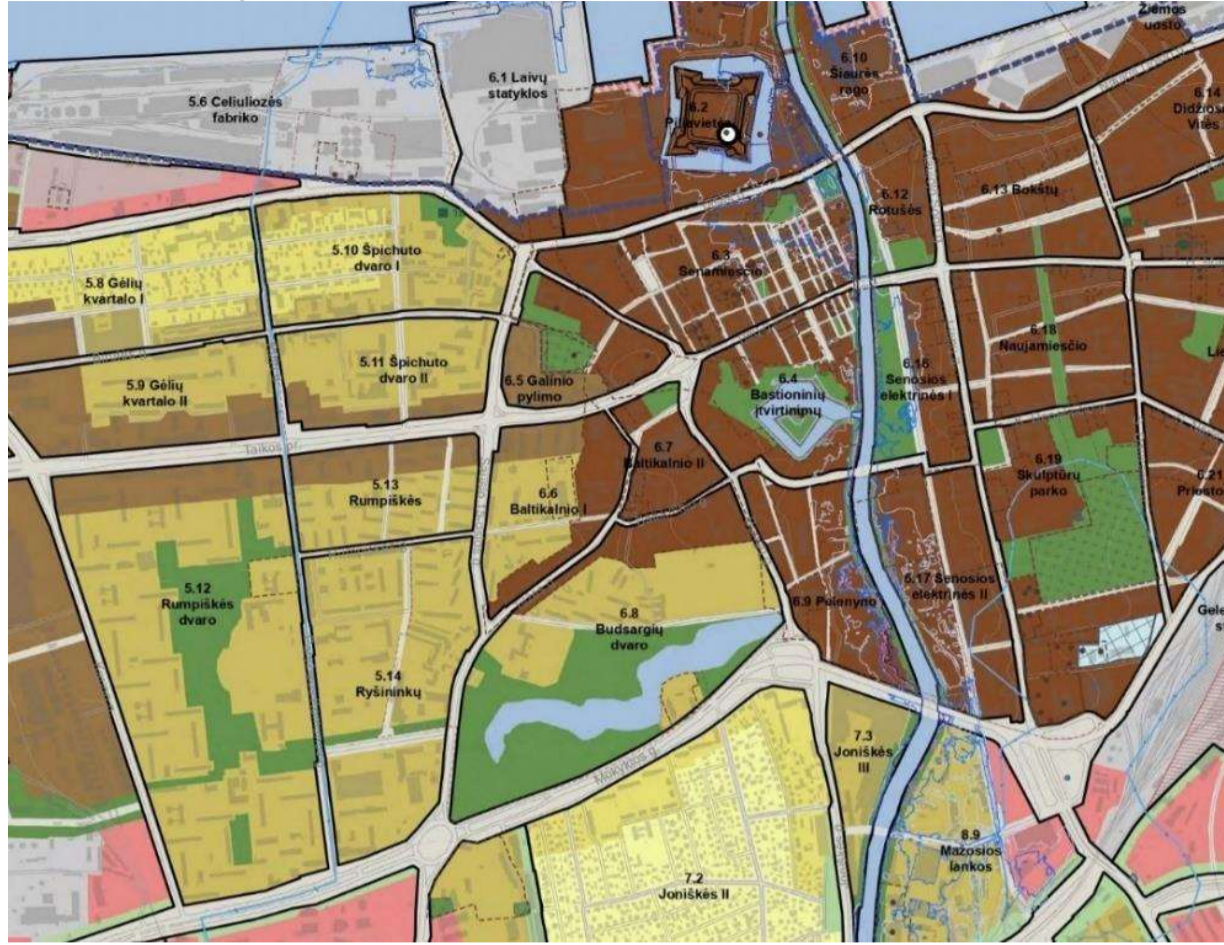 Žiemos
uosto
6.1 Laivų
statyklos
6.10
Šiaurės
rago
5.6 Celiuliozės
fabriko
6.2
Piliavietės
6.14
Didžiosios
Vitės
6.12
Rotušės
6.13 Bokštų
5.10 Špichuto
dvaro I
6.3
Senamiesčio
5.8 Gėlių
kvartalo I
6.18
Naujamiesčio
5.11 Špichuto
dvaro II
6.16
Senosios
elektrinės I
5.9 Gėlių
kvartalo II
6.5 Galinio
pylimo
6.4
Bastioninių
įtvirtinimų
Taikos pr.
6.7
Baltikalnio II
6.19
Skulptūrų
parko
6.21
5.13
Rumpiškės
6.6
Baltikalnio I
5.12
Rumpiškės
dvaro
6.17 Senosios
elektrinės II
6.9 Pelenyno
6.8
Budsargių
dvaro
5.14
Ryšininkų
7.3
Joniškės
III
Mokyklos g.
8.9
Mažosios
lankos
7.2
Joniškės II